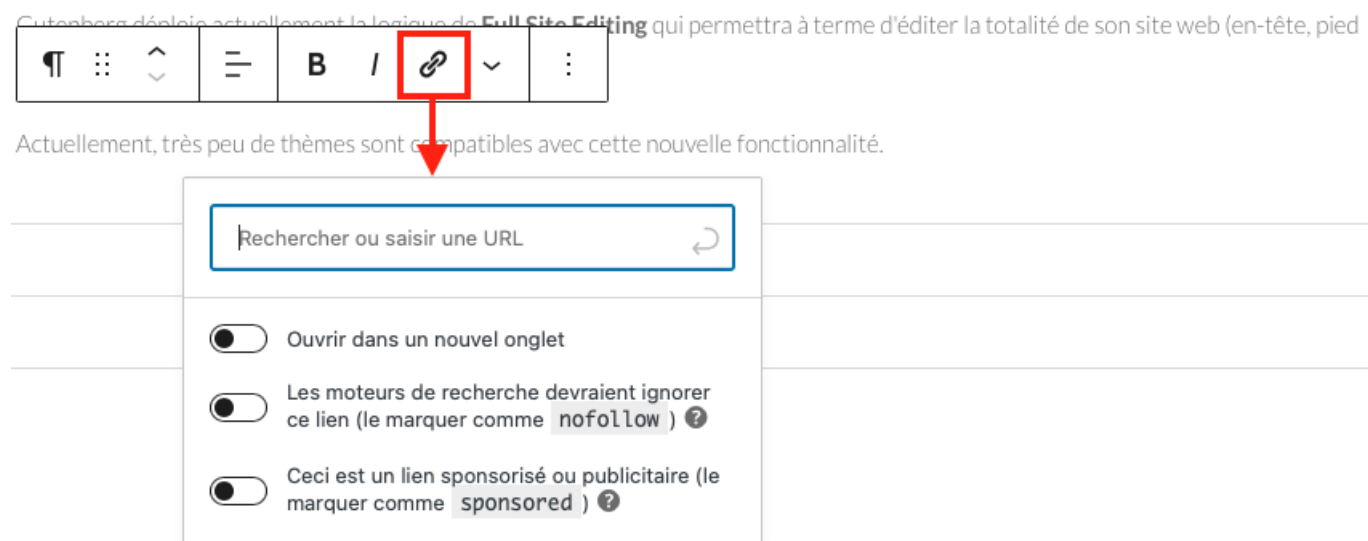 Gutenberg déploie actuellement la logique de Full Site Editing qui permettra à terme d'éditer la totalité de son site web (en-tête, pied
B I
Actuellement, très peu de thèmes sont compatibles avec cette nouvelle fonctionnalité.
Rechercher ou saisir une URL
Ouvrir dans un nouvel onglet
Les moteurs de recherche devraient ignorer
ce lien (le marquer comme nofollow )
Ceci est un lien sponsorisé ou publicitaire (le
marquer comme sponsored )